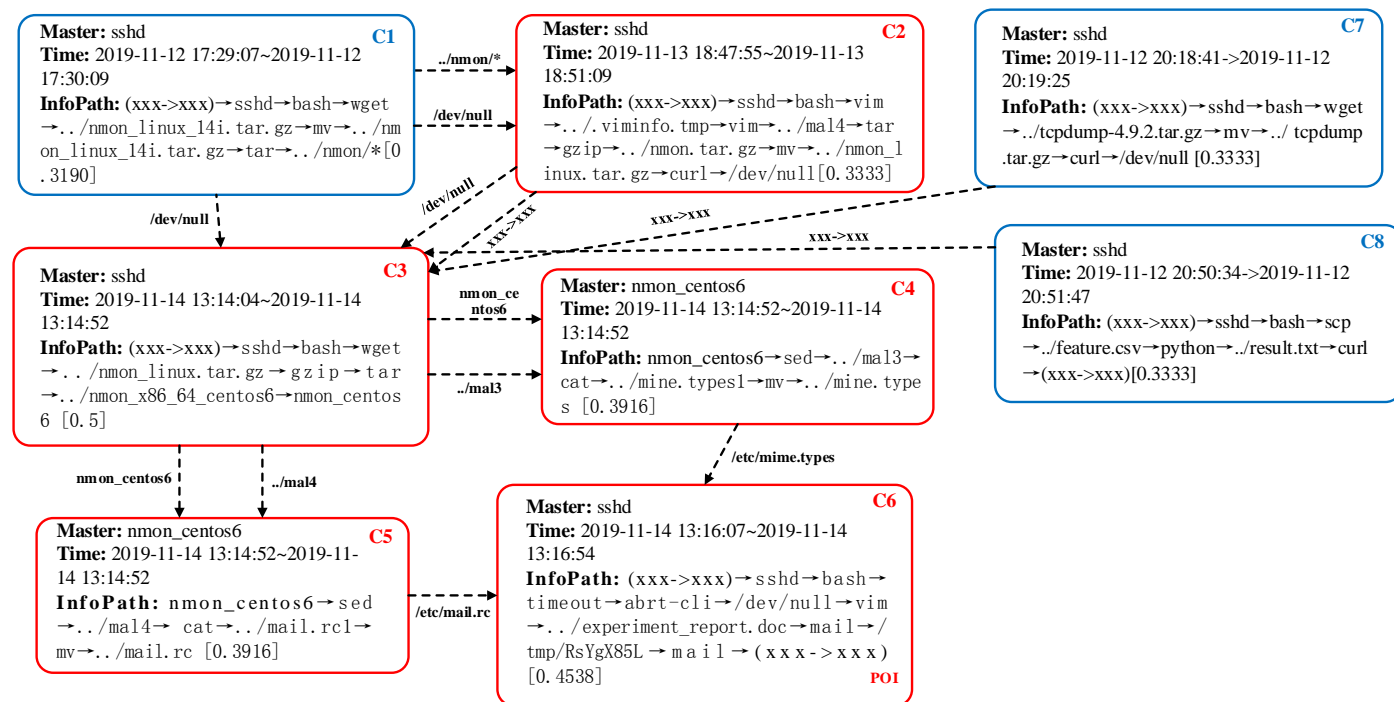 C1
Master: sshd
Time: 2019-11-12 17:29:07~2019-11-12
17:30:09
InfoPath: (xxx->xxx)→sshd→bash→wget
→../nmon_linux_14i.tar.gz→mv→../nm
on_linux_14i.tar.gz→tar→../nmon/*[0
.3190]
../nmon/*
/dev/null
C2
Master: sshd
Time: 2019-11-13 18:47:55~2019-11-13
18:51:09
InfoPath: (xxx->xxx)→sshd→bash→vim
→../.viminfo.tmp→vim→../mal4→tar
→gzip→../nmon.tar.gz→mv→../nmon_l
inux.tar.gz→curl→/dev/null[0.3333]
C7
Master: sshd
Time: 2019-11-12 20:18:41->2019-11-12
20:19:25
InfoPath: (xxx->xxx)→sshd→bash→wget
→../tcpdump-4.9.2.tar.gz→mv→../ tcpdump
.tar.gz→curl→/dev/null [0.3333]
/dev/null
/dev/null
xxx->xxx
xxx->xxx
xxx->xxx
C3
Master: sshd
Time: 2019-11-14 13:14:04~2019-11-14
13:14:52
InfoPath: (xxx->xxx)→sshd→bash→wget
→../nmon_linux.tar.gz→gzip→tar
→../nmon_x86_64_centos6→nmon_centos
6 [0.5]
nmon_ce
ntos6
../mal3
C4
Master: nmon_centos6
Time: 2019-11-14 13:14:52~2019-11-14
13:14:52
InfoPath: nmon_centos6→sed→../mal3→
cat→../mine.types1→mv→../mine.type
s [0.3916]
C8
Master: sshd
Time: 2019-11-12 20:50:34->2019-11-12
20:51:47
InfoPath: (xxx->xxx)→sshd→bash→scp
→../feature.csv→python→../result.txt→curl
→(xxx->xxx)[0.3333]
nmon_centos6
../mal4
/etc/mime.types
C5
Master: nmon_centos6
Time: 2019-11-14 13:14:52~2019-11-
14 13:14:52
InfoPath: nmon_centos6→sed
→../mal4→ cat→../mail.rc1→
mv→../mail.rc [0.3916]
/etc/mail.rc
C6
Master: sshd
Time: 2019-11-14 13:16:07~2019-11-14
13:16:54
InfoPath: (xxx->xxx)→sshd→bash→
timeout→abrt-cli→/dev/null→vim
→../experiment_report.doc→mail→/
tmp/RsYgX85L→mail→(xxx->xxx)
[0.4538]
POI